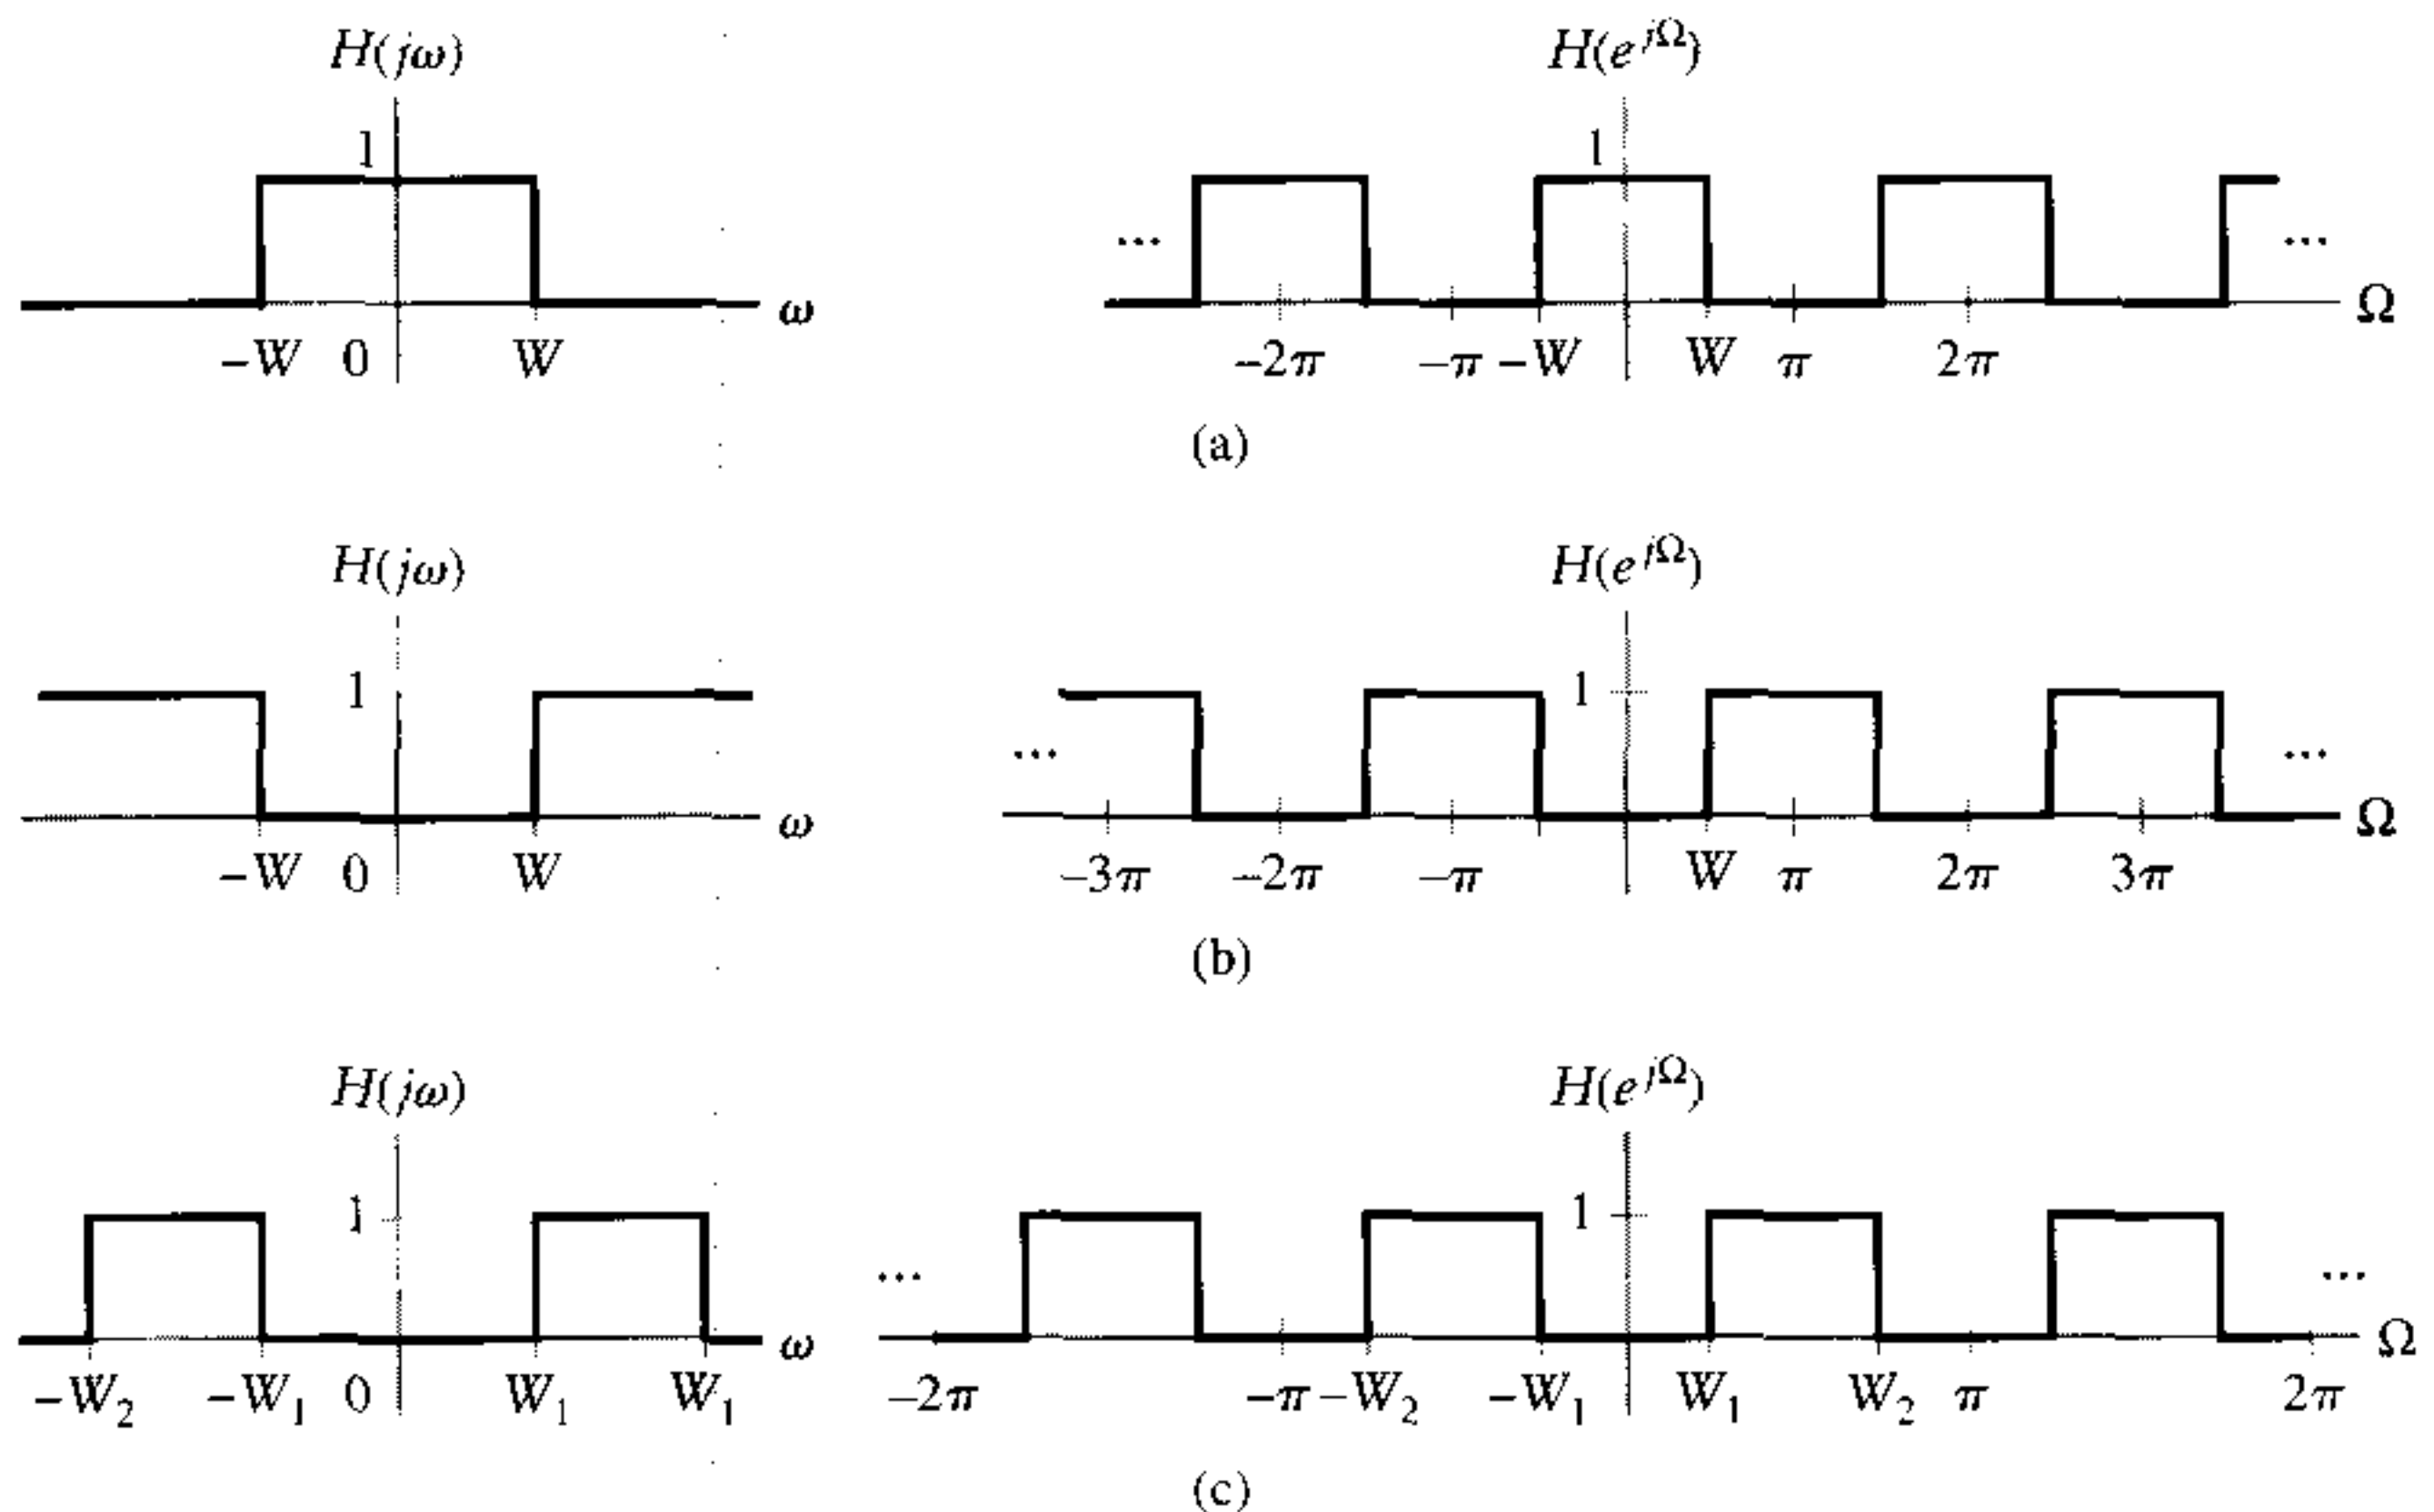 H(jω) H(e^{jΩ})
1 1
... ...
ω Ω
−W 0 W −2π −π −W W π 2π
(a)
H(jω) H(e^{jΩ})
1 1
... ...
ω Ω
−W 0 W −3π −2π −π W π 2π 3π
(b)
H(jω) H(e^{jΩ})
1 1
... ...
ω Ω
−W₂ −W₁ 0 W₁ W₁ −2π −π −W₂ −W₁ W₁ W₂ π 2π
(c)